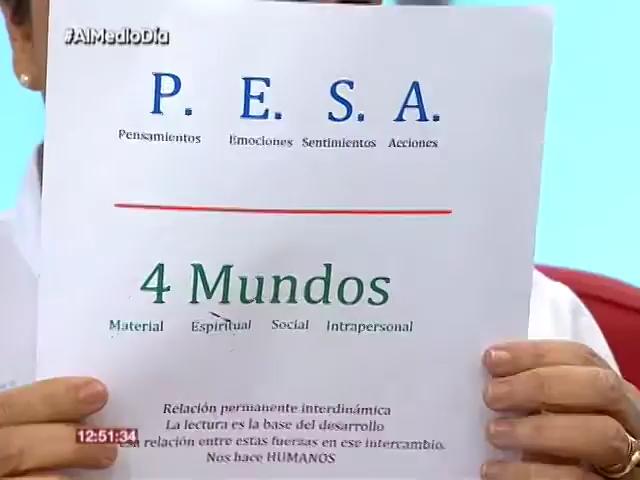 #AlMedioDía
P. E. S. A.
Pensamientos Emociones Sentimientos Acciones
4 Mundos
Material Espiritual Social Intrapersonal
Relación permanente interdinámica
La lectura es la base del desarrollo
relación entre estas fuerzas en ese intercambio.
Nos hace HUMANOS
12:51:34